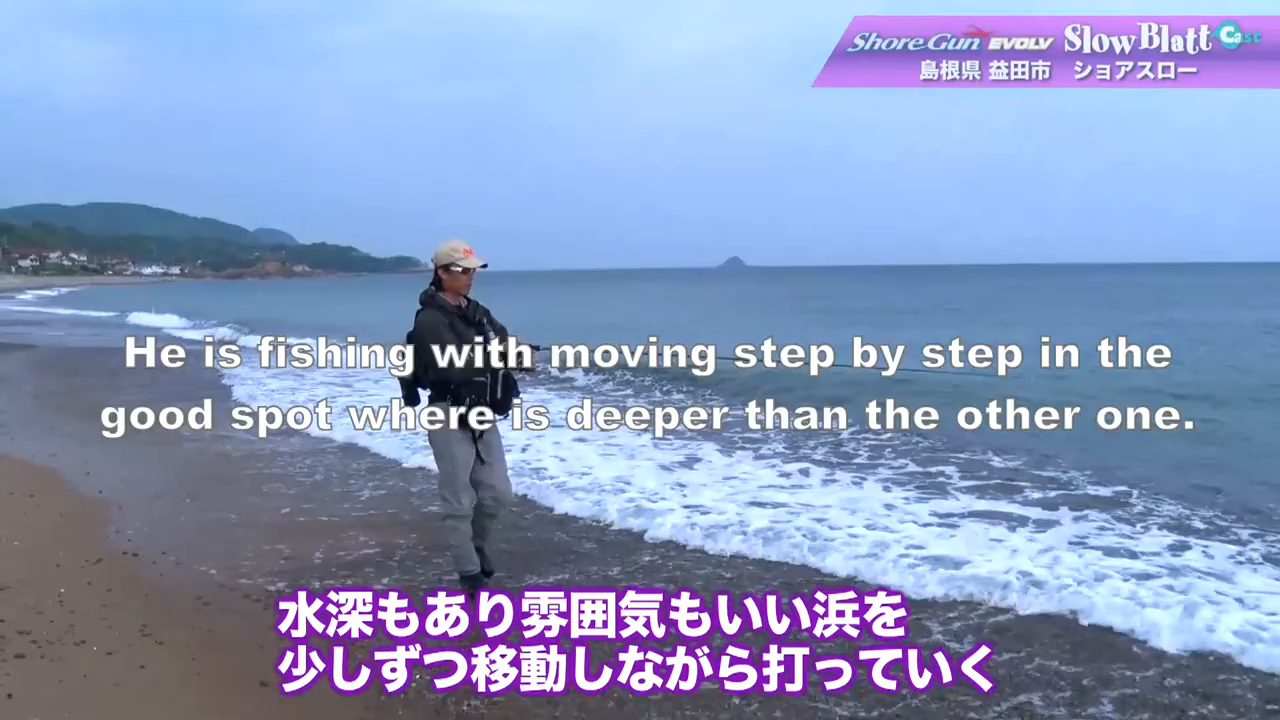 Shore Gun EVOLV Slow Blatt Cast
島根県 益田市 ショアスロー
He is fishing with moving step by step in the
good spot where is deeper than the other one.
水深もあり雰囲気もいい浜を
少しずつ移動しながら打っていく